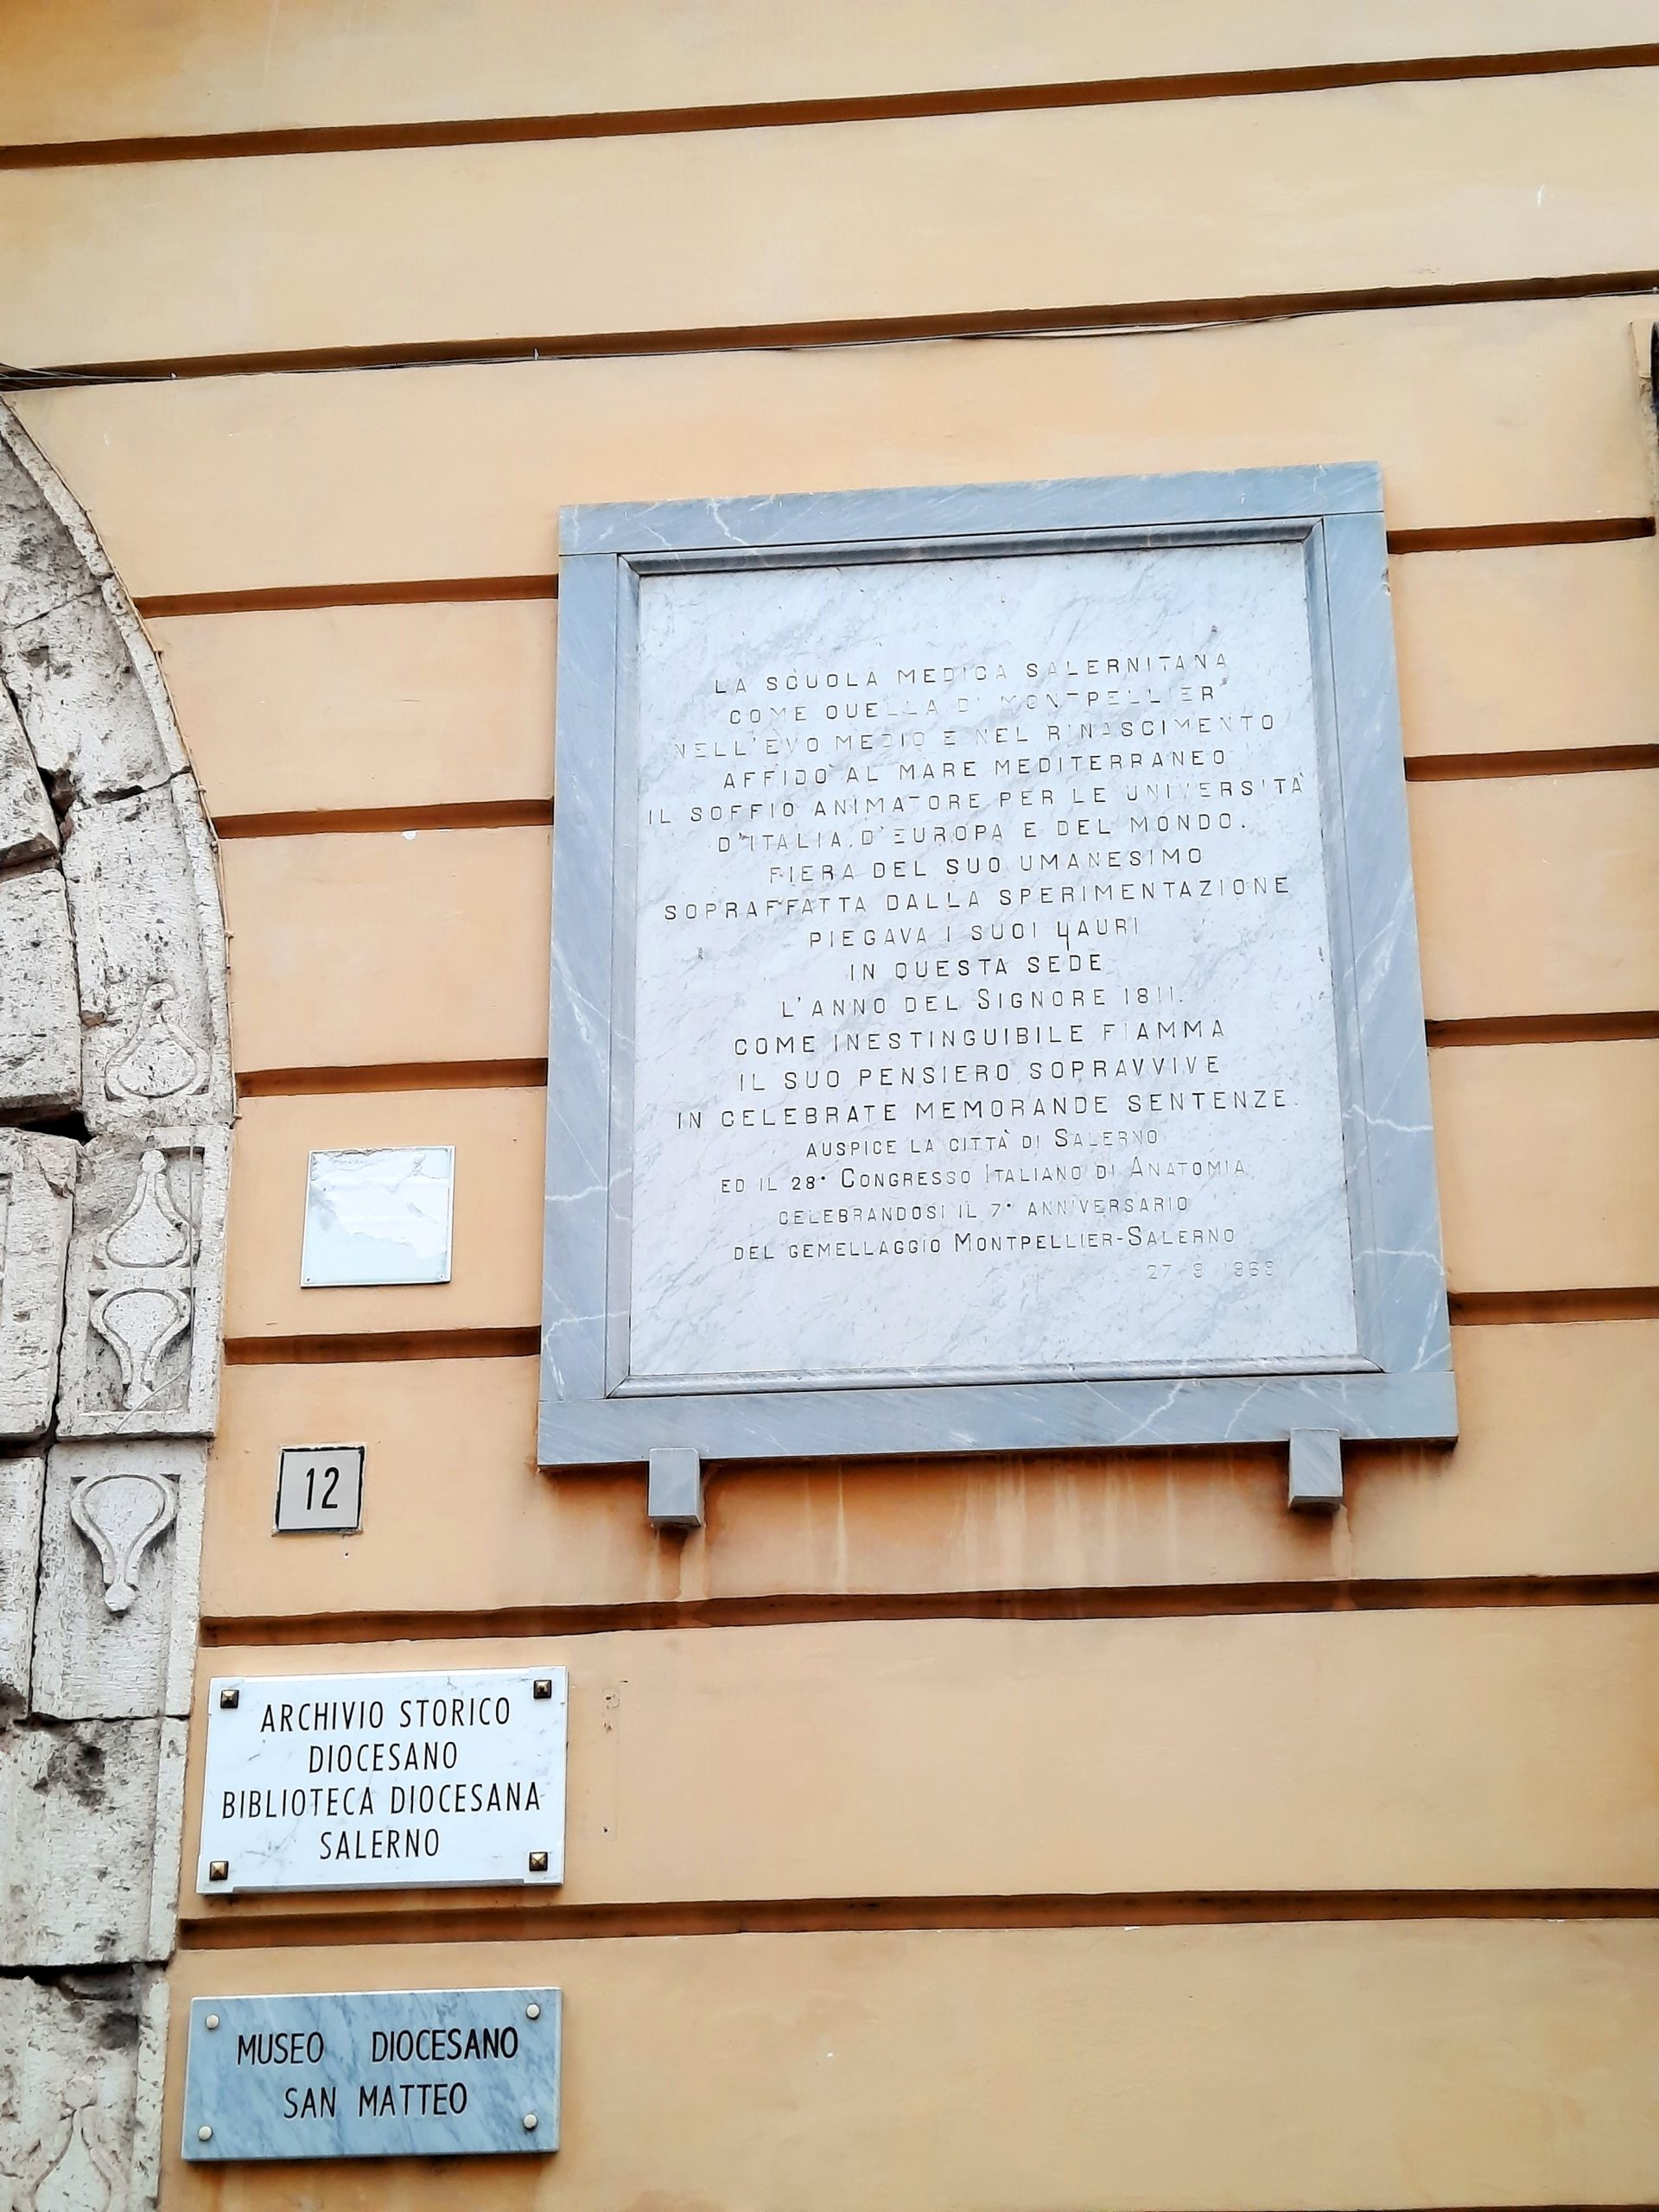 LA SCUOLA MEDICA SALERNITANA
COME QUELLA DI MONTPELLIER
NELL'EVO MEDIO E NEL RINASCIMENTO
AFFIDÒ AL MARE MEDITERRANEO
IL SOFFIO ANIMATORE PER LE UNIVERSITÀ
D'ITALIA, D'EUROPA E DEL MONDO.
FIERA DEL SUO UMANESIMO
SOPRAFFATTA DALLA SPERIMENTAZIONE
PIEGAVA I SUOI LAURI
IN QUESTA SEDE
L'ANNO DEL SIGNORE 1811.
COME INESTINGUIBILE FIAMMA
IL SUO PENSIERO SOPRAVVIVE
IN CELEBRATE MEMORANDE SENTENZE.
AUSPICE LA CITTÀ DI SALERNO
ED IL 28° CONGRESSO ITALIANO DI ANATOMIA
CELEBRANDOSI IL 7° ANNIVERSARIO
DEL GEMELLAGGIO MONTPELLIER-SALERNO
27 9
12
ARCHIVIO STORICO
DIOCESANO
BIBLIOTECA DIOCESANA
SALERNO
MUSEO DIOCESANO
SAN MATTEO